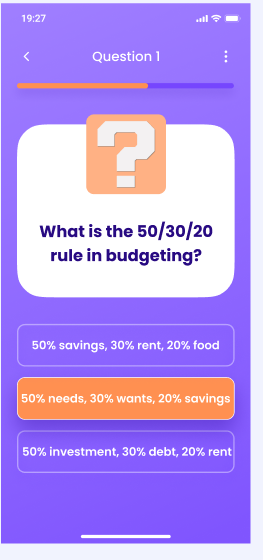 19:27
Question 1
?
What is the 50/30/20
rule in budgeting?
50% savings, 30% rent, 20% food
50% needs, 30% wants, 20% savings
50% investment, 30% debt, 20% rent